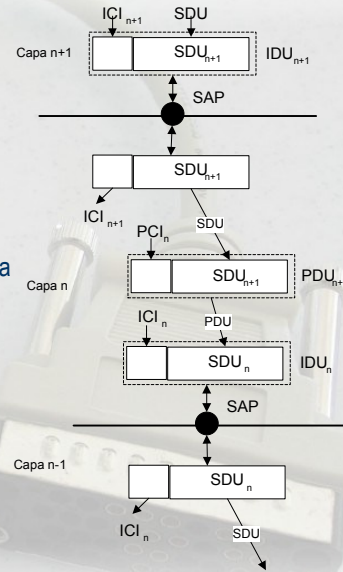 ICI n+1 SDU
Capa n+1 SDU n+1 IDU n+1
SAP
SDU n+1
ICI n+1
SDU
PCI n
a
Capa n SDU n+1 PDU n+
ICI n PDU
SDU n IDU n
SAP
Capa n-1
SDU n
ICI n
SDU